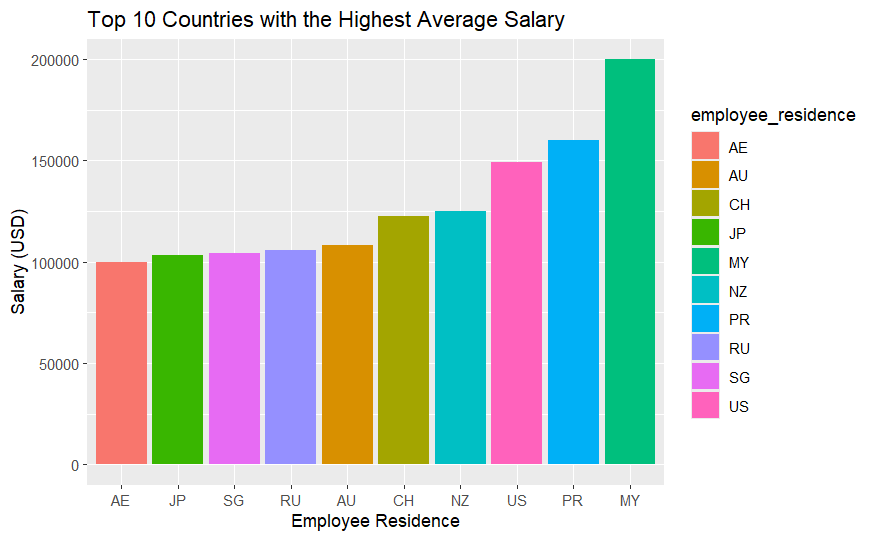 Top 10 Countries with the Highest Average Salary
Salary (USD)
200000
150000
100000
50000
0
AE JP SG RU AU CH NZ US PR MY
Employee Residence
employee_residence
AE
AU
CH
JP
MY
NZ
PR
RU
SG
US